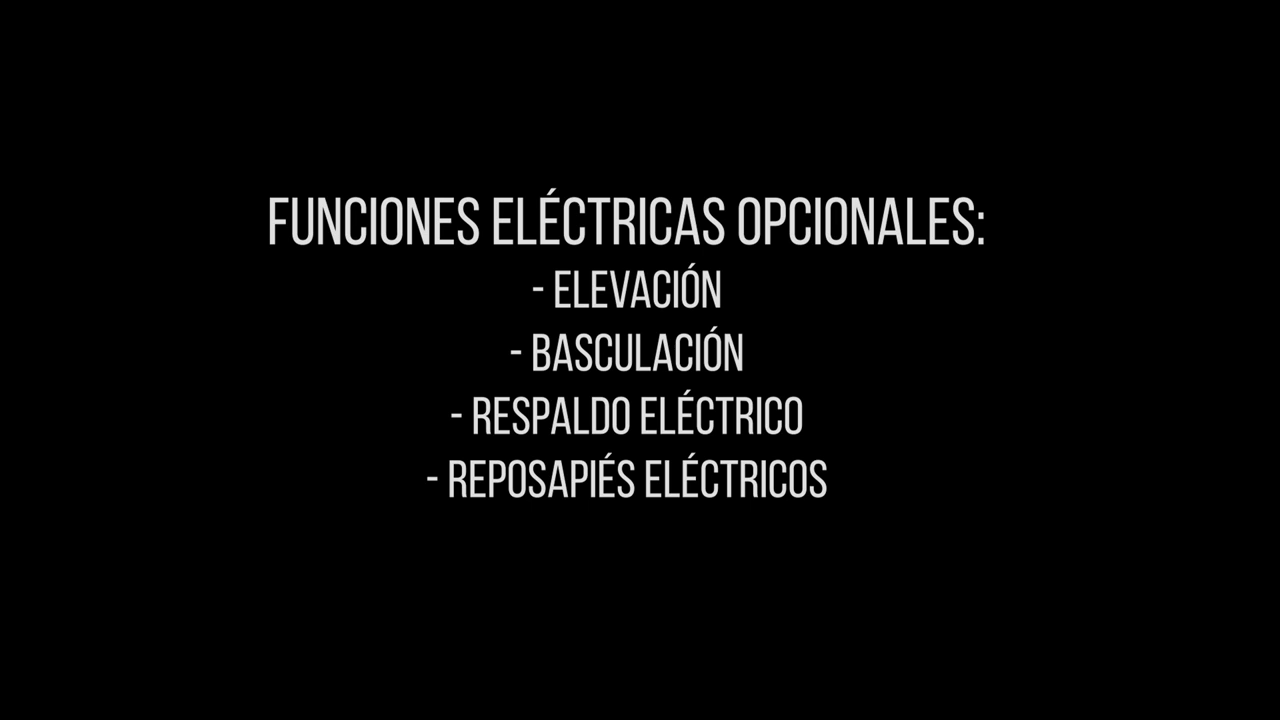 FUNCIONES ELÉCTRICAS OPCIONALES:
- ELEVACIÓN
- BASCULACIÓN
- RESPALDO ELÉCTRICO
- REPOSAPIÉS ELÉCTRICOS